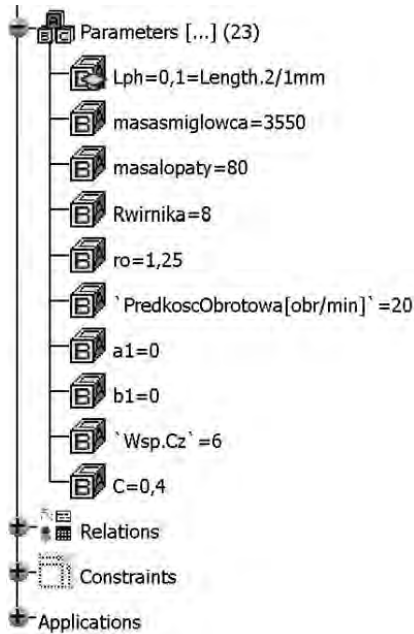 Parameters [...] (23)
Lph=0,1=Length.2/1mm
masasmiglowca=3550
masalopaty=80
Rwirnika=8
ro=1,25
`PredkoscObrotowa[obr/min]`=20
a1=0
b1=0
`Wsp.Cz`=6
C=0,4
Relations
Constraints
Applications